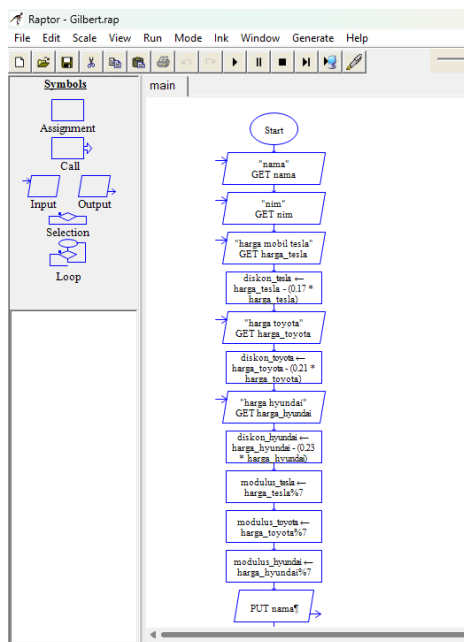 Raptor - Gilbert.rap
File Edit Scale View Run Mode Ink Window Generate Help
Symbols
Assignment
Call
Input Output
Selection
Loop
main
Start
"nama"
GET nama
"nim"
GET nim
"harga mobil tesla"
GET harga_tesla
diskon_tesla ←
harga_tesla - (0.17 *
harga_tesla)
"harga toyota"
GET harga_toyota
diskon_toyota ←
harga_toyota - (0.21 *
harga_toyota)
"harga hyundai"
GET harga_hyundai
diskon_hyundai ←
harga_hyundai - (0.23
* harga_hyundai)
modulus_tesla ←
harga_tesla%7
modulus_toyota ←
harga_toyota%7
modulus_hyundai ←
harga_hyundai%7
PUT nama¶